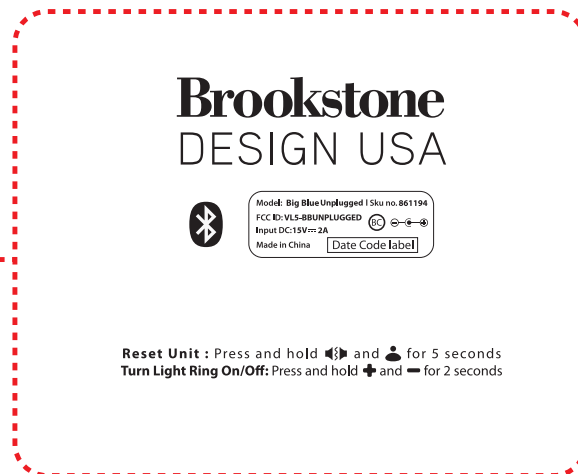 Brookstone
DESIGN USA
Model: Big Blue Unplugged | Sku no. 861194
FCC ID: VL5-BBUNPLUGGED
BC
Input DC:15V⎓ 2A
Made in China
Date Code label
Reset Unit : Press and hold and for 5 seconds
Turn Light Ring On/Off: Press and hold + and − for 2 seconds